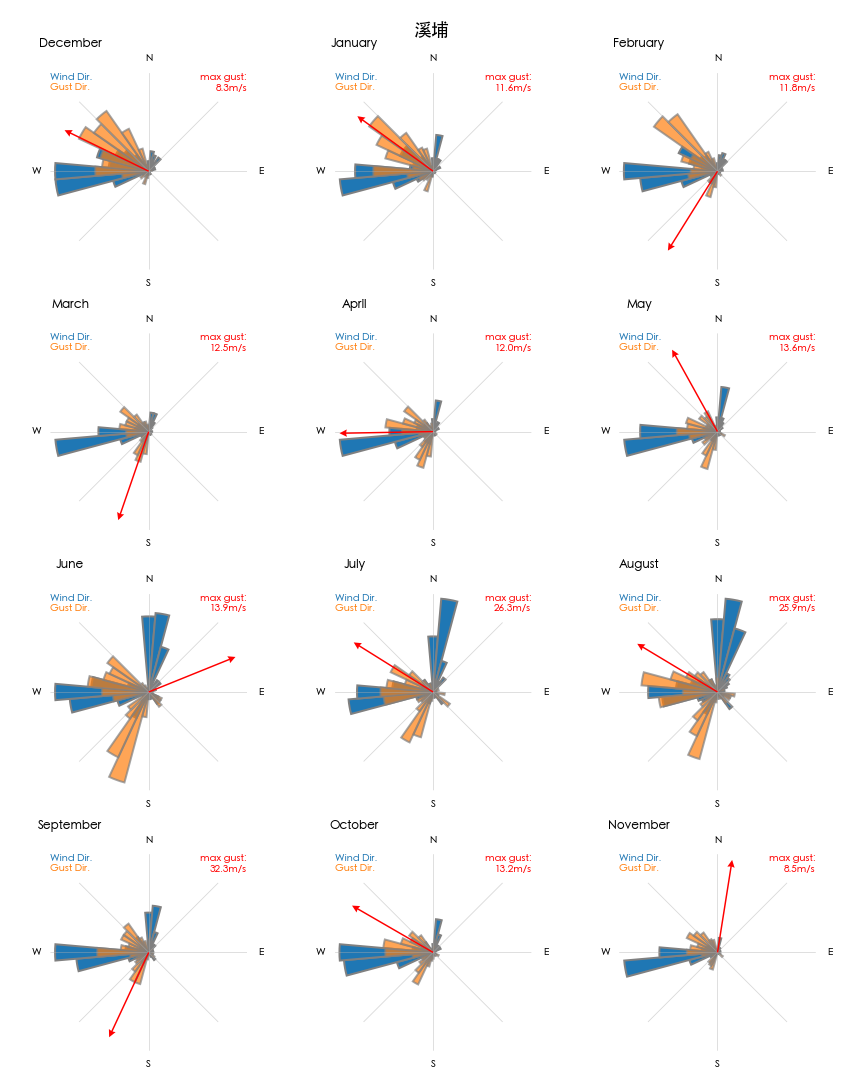 溪埔
December
January
February
N
N
N
Wind Dir.
Gust Dir.
max gust:
8.3m/s
Wind Dir.
Gust Dir.
max gust:
11.6m/s
Wind Dir.
Gust Dir.
max gust:
11.8m/s
W
E
W
E
W
E
S
S
S
March
April
May
N
N
N
Wind Dir.
Gust Dir.
max gust:
12.5m/s
Wind Dir.
Gust Dir.
max gust:
12.0m/s
Wind Dir.
Gust Dir.
max gust:
13.6m/s
W
E
W
E
W
E
S
S
S
June
July
August
N
N
N
Wind Dir.
Gust Dir.
max gust:
13.9m/s
Wind Dir.
Gust Dir.
max gust:
26.3m/s
Wind Dir.
Gust Dir.
max gust:
25.9m/s
W
E
W
E
W
E
S
S
S
September
October
November
N
N
N
Wind Dir.
Gust Dir.
max gust:
32.3m/s
Wind Dir.
Gust Dir.
max gust:
13.2m/s
Wind Dir.
Gust Dir.
max gust:
8.5m/s
W
E
W
E
W
E
S
S
S